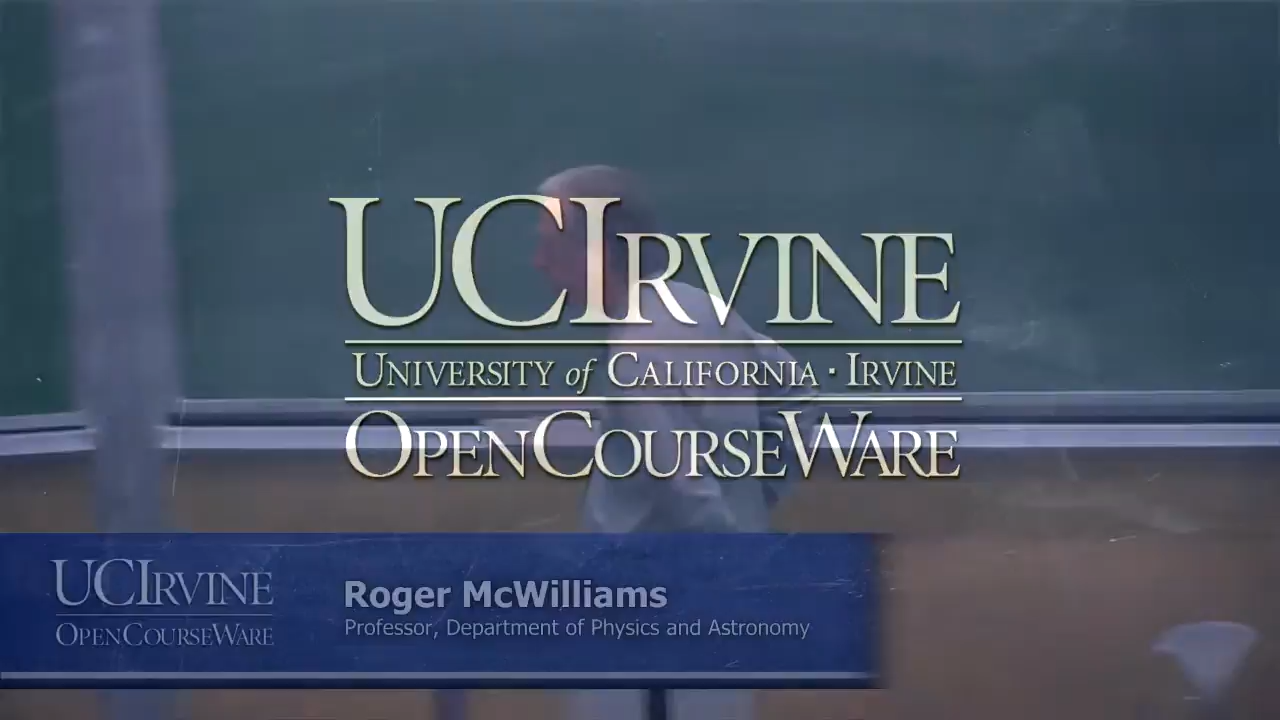 UCIRVINE
UNIVERSITY of CALIFORNIA · IRVINE
OPENCOURSEWARE
UCIRVINE
OPENCOURSEWARE
Roger McWilliams
Professor, Department of Physics and Astronomy